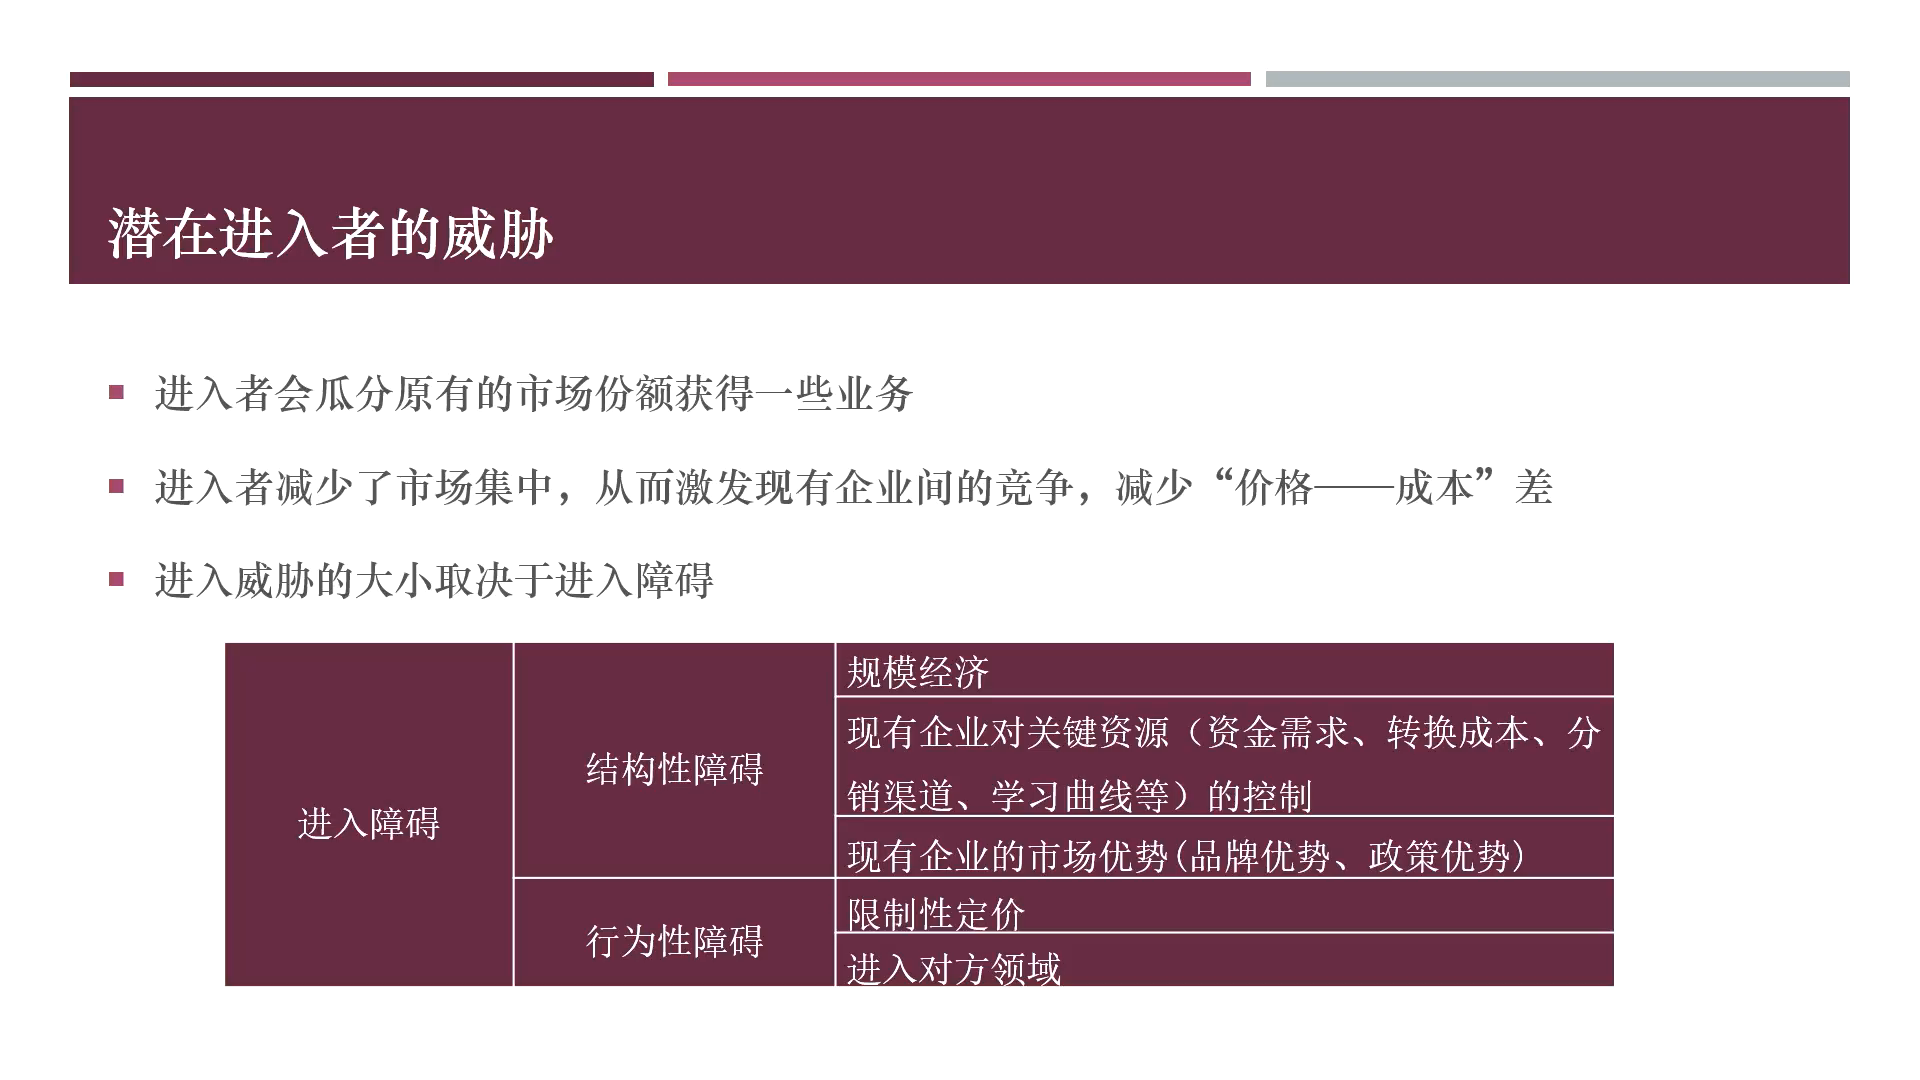 潜在进入者的威胁
进入者会瓜分原有的市场份额获得一些业务
进入者减少了市场集中，从而激发现有企业间的竞争，减少“价格——成本”差
进入威胁的大小取决于进入障碍
进入障碍
结构性障碍
规模经济
现有企业对关键资源（资金需求、转换成本、分
销渠道、学习曲线等）的控制
现有企业的市场优势(品牌优势、政策优势)
行为性障碍
限制性定价
进入对方领域